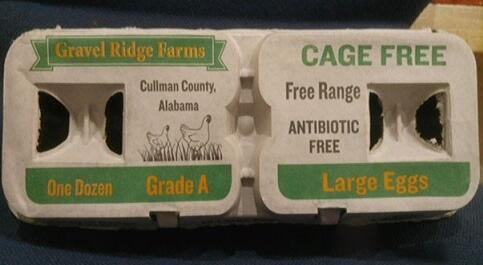 Gravel Ridge Farms
Cullman County,
Alabama
One Dozen Grade A
CAGE FREE
Free Range
ANTIBIOTIC
FREE
Large Eggs